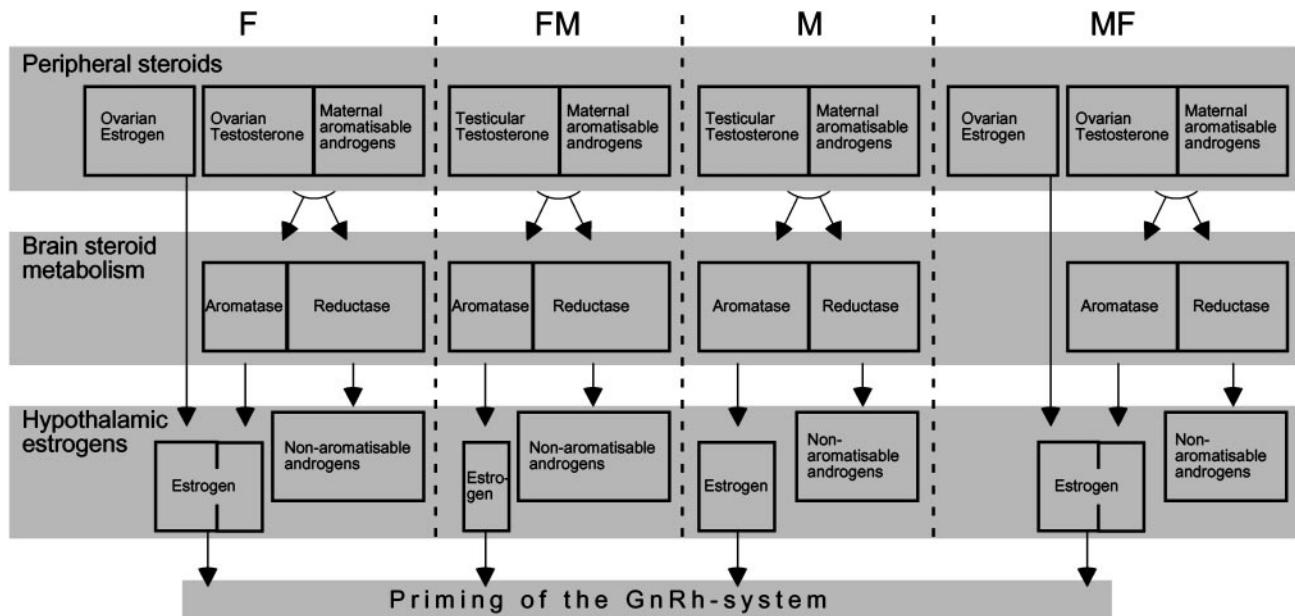 F FM M MF
Peripheral steroids
Ovarian
Estrogen
Ovarian
Testosterone
Maternal
aromatisable
androgens
Testicular
Testosterone
Maternal
aromatisable
androgens
Testicular
Testosterone
Maternal
aromatisable
androgens
Ovarian
Estrogen
Ovarian
Testosterone
Maternal
aromatisable
androgens
Brain steroid
metabolism
Aromatase
Reductase
Aromatase
Reductase
Aromatase
Reductase
Aromatase
Reductase
Hypothalamic
estrogens
Estrogen
Non-aromatisable
androgens
Estro-
gen
Non-aromatisable
androgens
Estrogen
Non-
aromatisable
androgens
Estrogen
Non-
aromatisable
androgens
Priming of the GnRh-system